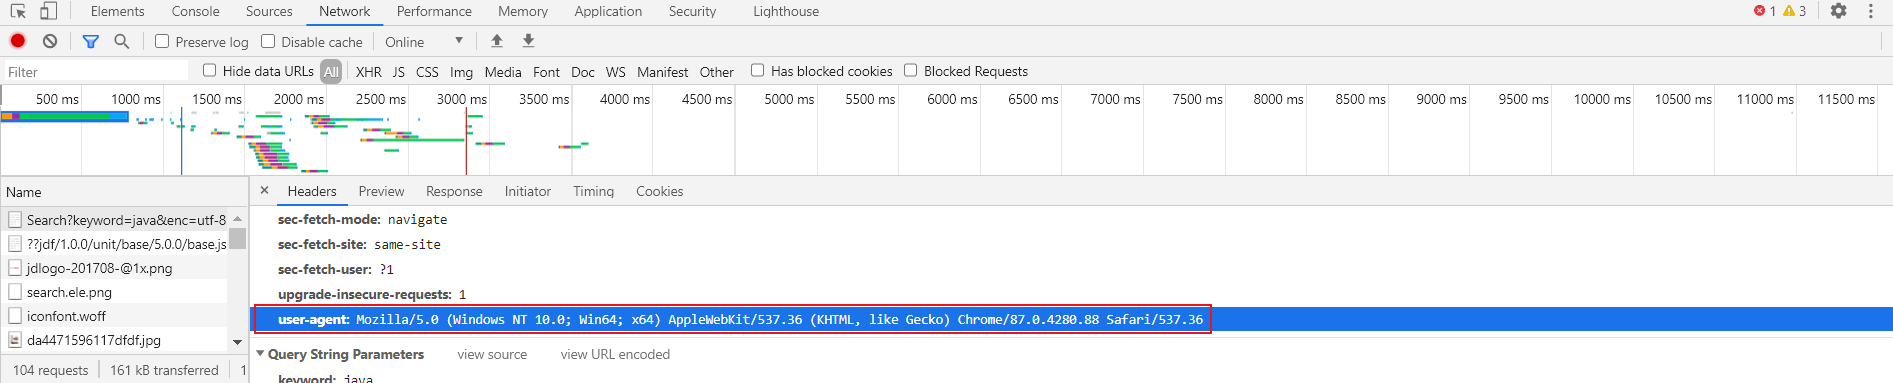 Elements Console Sources Network Performance Memory Application Security Lighthouse 1 3
Preserve log Disable cache Online
Filter Hide data URLs All XHR JS CSS Img Media Font Doc WS Manifest Other Has blocked cookies Blocked Requests
500 ms 1000 ms 1500 ms 2000 ms 2500 ms 3000 ms 3500 ms 4000 ms 4500 ms 5000 ms 5500 ms 6000 ms 6500 ms 7000 ms 7500 ms 8000 ms 8500 ms 9000 ms 9500 ms 10000 ms 10500 ms 11000 ms 11500 ms
Name × Headers Preview Response Initiator Timing Cookies
Search?keyword=java&enc=utf-8 sec-fetch-mode: navigate
??jdf/1.0.0/unit/base/5.0.0/base.js sec-fetch-site: same-site
jdlogo-201708-@1x.png sec-fetch-user: ?1
search.ele.png upgrade-insecure-requests: 1
iconfont.woff user-agent: Mozilla/5.0 (Windows NT 10.0; Win64; x64) AppleWebKit/537.36 (KHTML, like Gecko) Chrome/87.0.4280.88 Safari/537.36
da4471596117dfdf.jpg Query String Parameters view source view URL encoded
104 requests 161 kB transferred 1 keyword: java